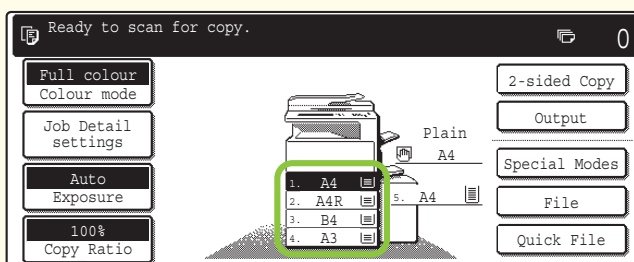 Ready to scan for copy.
0
Full colour
Colour mode
Job Detail
settings
Auto
Exposure
100%
Copy Ratio
Plain
A4
1. A4
2. A4R
3. B4
4. A3
5. A4
2-sided Copy
Output
Special Modes
File
Quick File